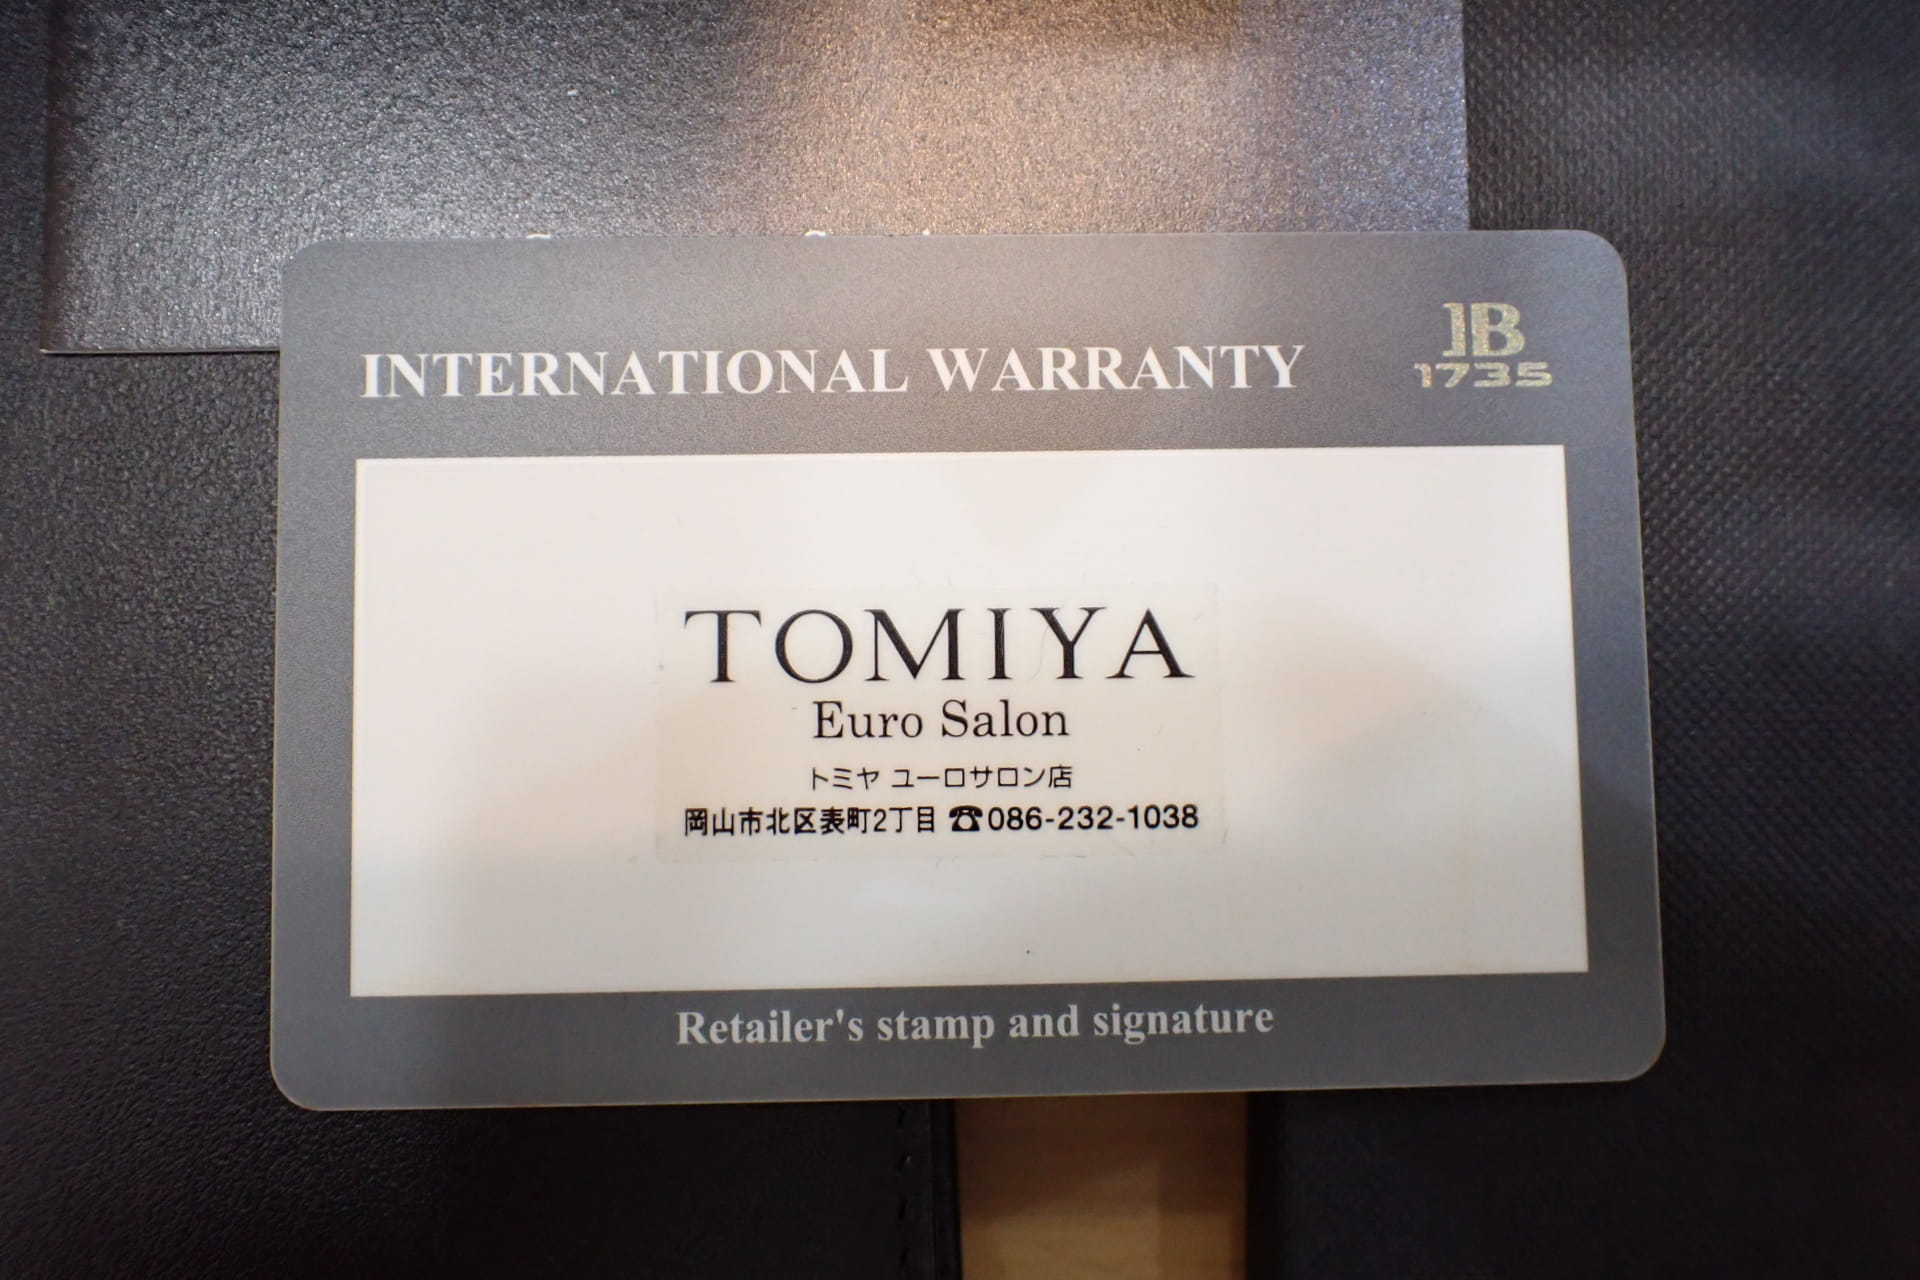 INTERNATIONAL WARRANTY
JB
1735
TOMIYA
Euro Salon
トミヤ ユーロサロン店
岡山市北区表町2丁目 ☎086-232-1038
Retailer's stamp and signature